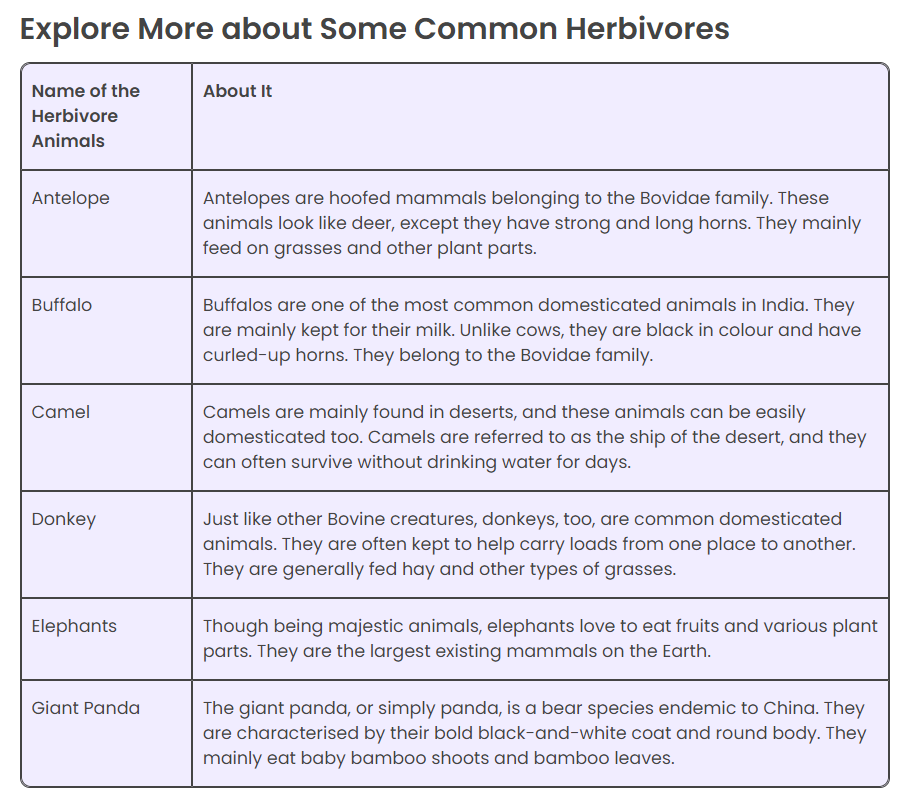 Explore More about Some Common Herbivores
Name of the
Herbivore
Animals
About It
Antelope
Antelopes are hoofed mammals belonging to the Bovidae family. These
animals look like deer, except they have strong and long horns. They mainly
feed on grasses and other plant parts.
Buffalo
Buffalos are one of the most common domesticated animals in India. They
are mainly kept for their milk. Unlike cows, they are black in colour and have
curled-up horns. They belong to the Bovidae family.
Camel
Camels are mainly found in deserts, and these animals can be easily
domesticated too. Camels are referred to as the ship of the desert, and they
can often survive without drinking water for days.
Donkey
Just like other Bovine creatures, donkeys, too, are common domesticated
animals. They are often kept to help carry loads from one place to another.
They are generally fed hay and other types of grasses.
Elephants
Though being majestic animals, elephants love to eat fruits and various plant
parts. They are the largest existing mammals on the Earth.
Giant Panda
The giant panda, or simply panda, is a bear species endemic to China. They
are characterised by their bold black-and-white coat and round body. They
mainly eat baby bamboo shoots and bamboo leaves.